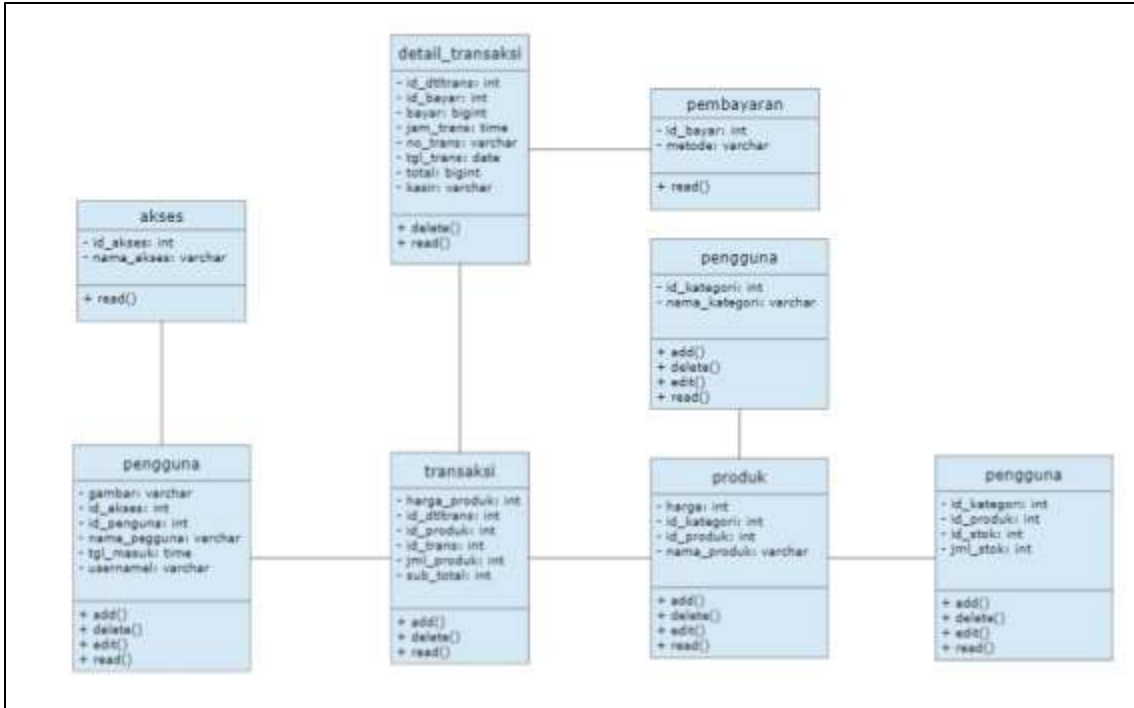 detail_transaksi
- id_dtltrans: int
- id_bayar: int
- bayar: bigint
- jam_trans: time
- no_trans: varchar
- tgl_trans: date
- total: bigint
- kasir: varchar
+ delete()
+ read()
pembayaran
- id_bayar: int
- metode: varchar
+ read()
akses
- id_akses: int
- nama_akses: varchar
+ read()
pengguna
- id_kategori: int
- nama_kategori: varchar
+ add()
+ delete()
+ edit()
+ read()
pengguna
- gambar: varchar
- id_akses: int
- id_penguna: int
- nama_pegguna: varchar
- tgl_masuk: time
- usernamel: varchar
+ add()
+ delete()
+ edit()
+ read()
transaksi
- harga_produk: int
- id_dtltrans: int
- id_produk: int
- id_trans: int
- jml_produk: int
- sub_total: int
+ add()
+ delete()
+ read()
produk
- harga: int
- id_kategori: int
- id_produk: int
- nama_produk: varchar
+ add()
+ delete()
+ edit()
+ read()
pengguna
- id_kategori: int
- id_produk: int
- id_stok: int
- jml_stok: int
+ add()
+ delete()
+ edit()
+ read()